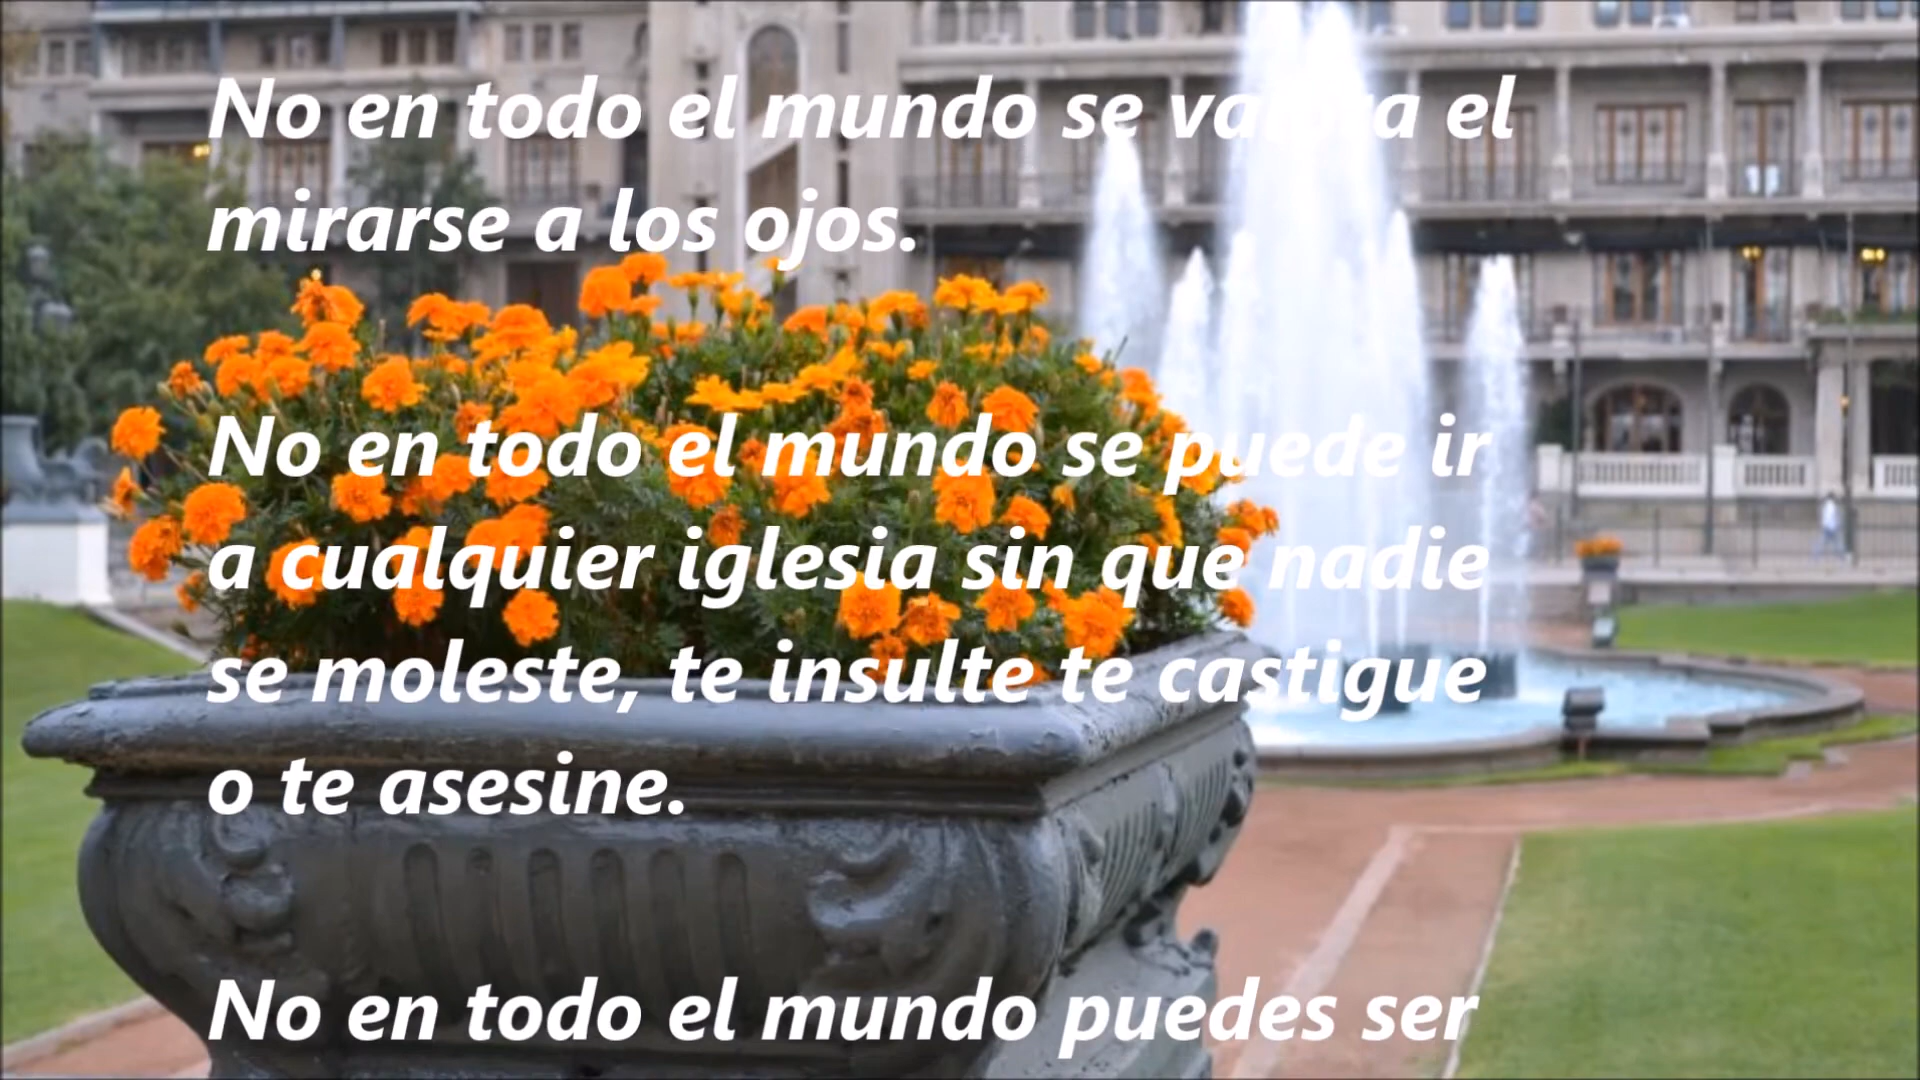 No en todo el mundo se valora el
mirarse a los ojos.
No en todo el mundo se puede ir
a cualquier iglesia sin que nadie
se moleste, te insulte te castigue
o te asesine.
No en todo el mundo puedes ser